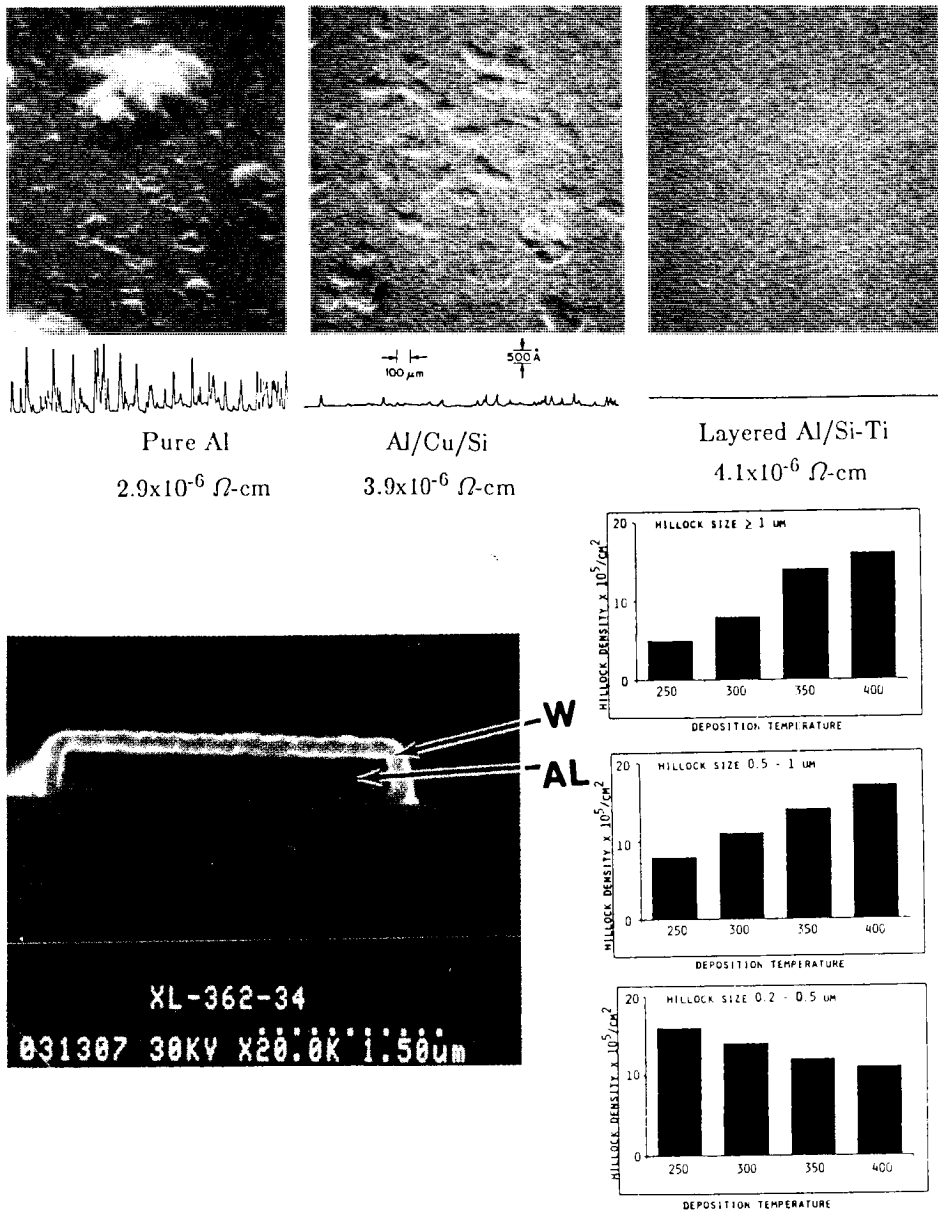 100 μm
500 Å
Pure Al
2.9x10⁻⁶ Ω-cm
Al/Cu/Si
3.9x10⁻⁶ Ω-cm
Layered Al/Si-Ti
4.1x10⁻⁶ Ω-cm
HILLOCK SIZE ≥ 1 UM
HILLOCK DENSITY X 10⁵/CM²
20
10
0
250 300 350 400
DEPOSITION TEMPERATURE
W
AL
XL-362-34
031307 30KV X20.0K 1.50um
HILLOCK SIZE 0.5 - 1 UM
HILLOCK DENSITY X 10⁵/CM²
20
10
0
250 300 350 400
DEPOSITION TEMPERATURE
HILLOCK SIZE 0.2 - 0.5 UM
HILLOCK DENSITY X 10⁵/CM²
20
10
0
250 300 350 400
DEPOSITION TEMPERATURE